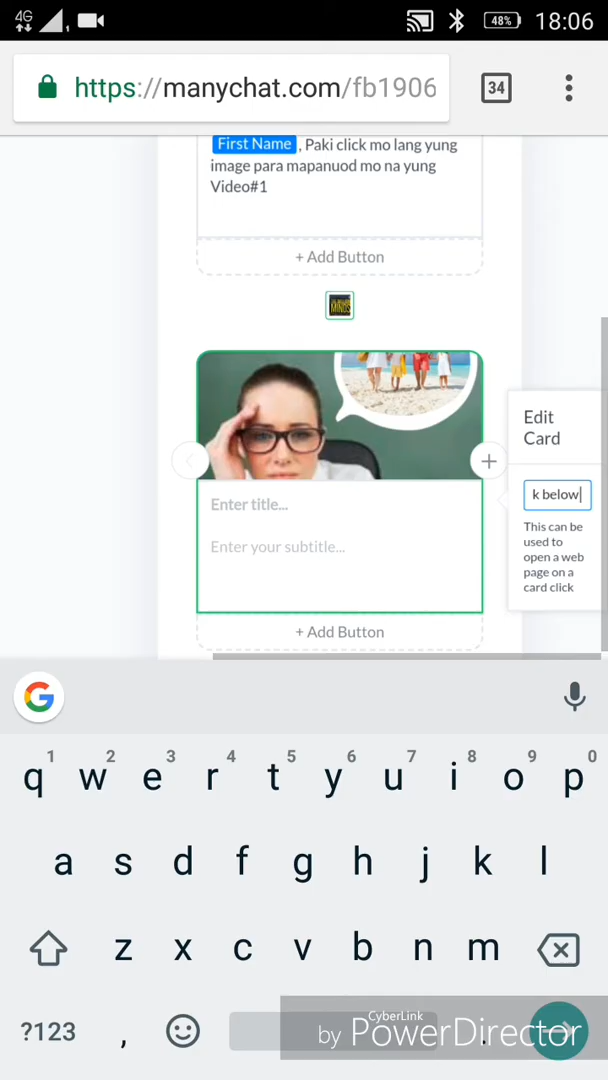 4G 48% 18:06
https://manychat.com/fb1906 34
First Name , Paki click mo lang yung
image para mapanuod mo na yung
Video#1
+ Add Button
MINDS
Edit
Card
k below
Enter title...
This can be
used to
open a web
page on a
card click
Enter your subtitle...
+ Add Button
G
1 2 3 4 5 6 7 8 9 0
q w e r t y u i o p
a s d f g h j k l
z x c v b n m
?123 , .
CyberLink
by PowerDirector